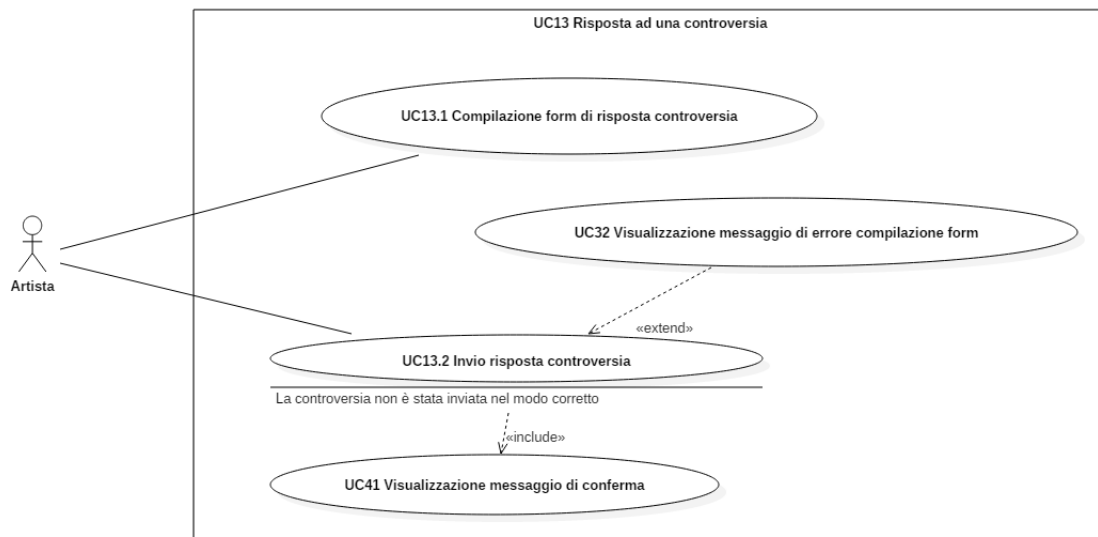 UC13 Risposta ad una controversia
UC13.1 Compilazione form di risposta controversia
UC32 Visualizzazione messaggio di errore compilazione form
Artista
«extend»
UC13.2 Invio risposta controversia
La controversia non è stata inviata nel modo corretto
«include»
UC41 Visualizzazione messaggio di conferma